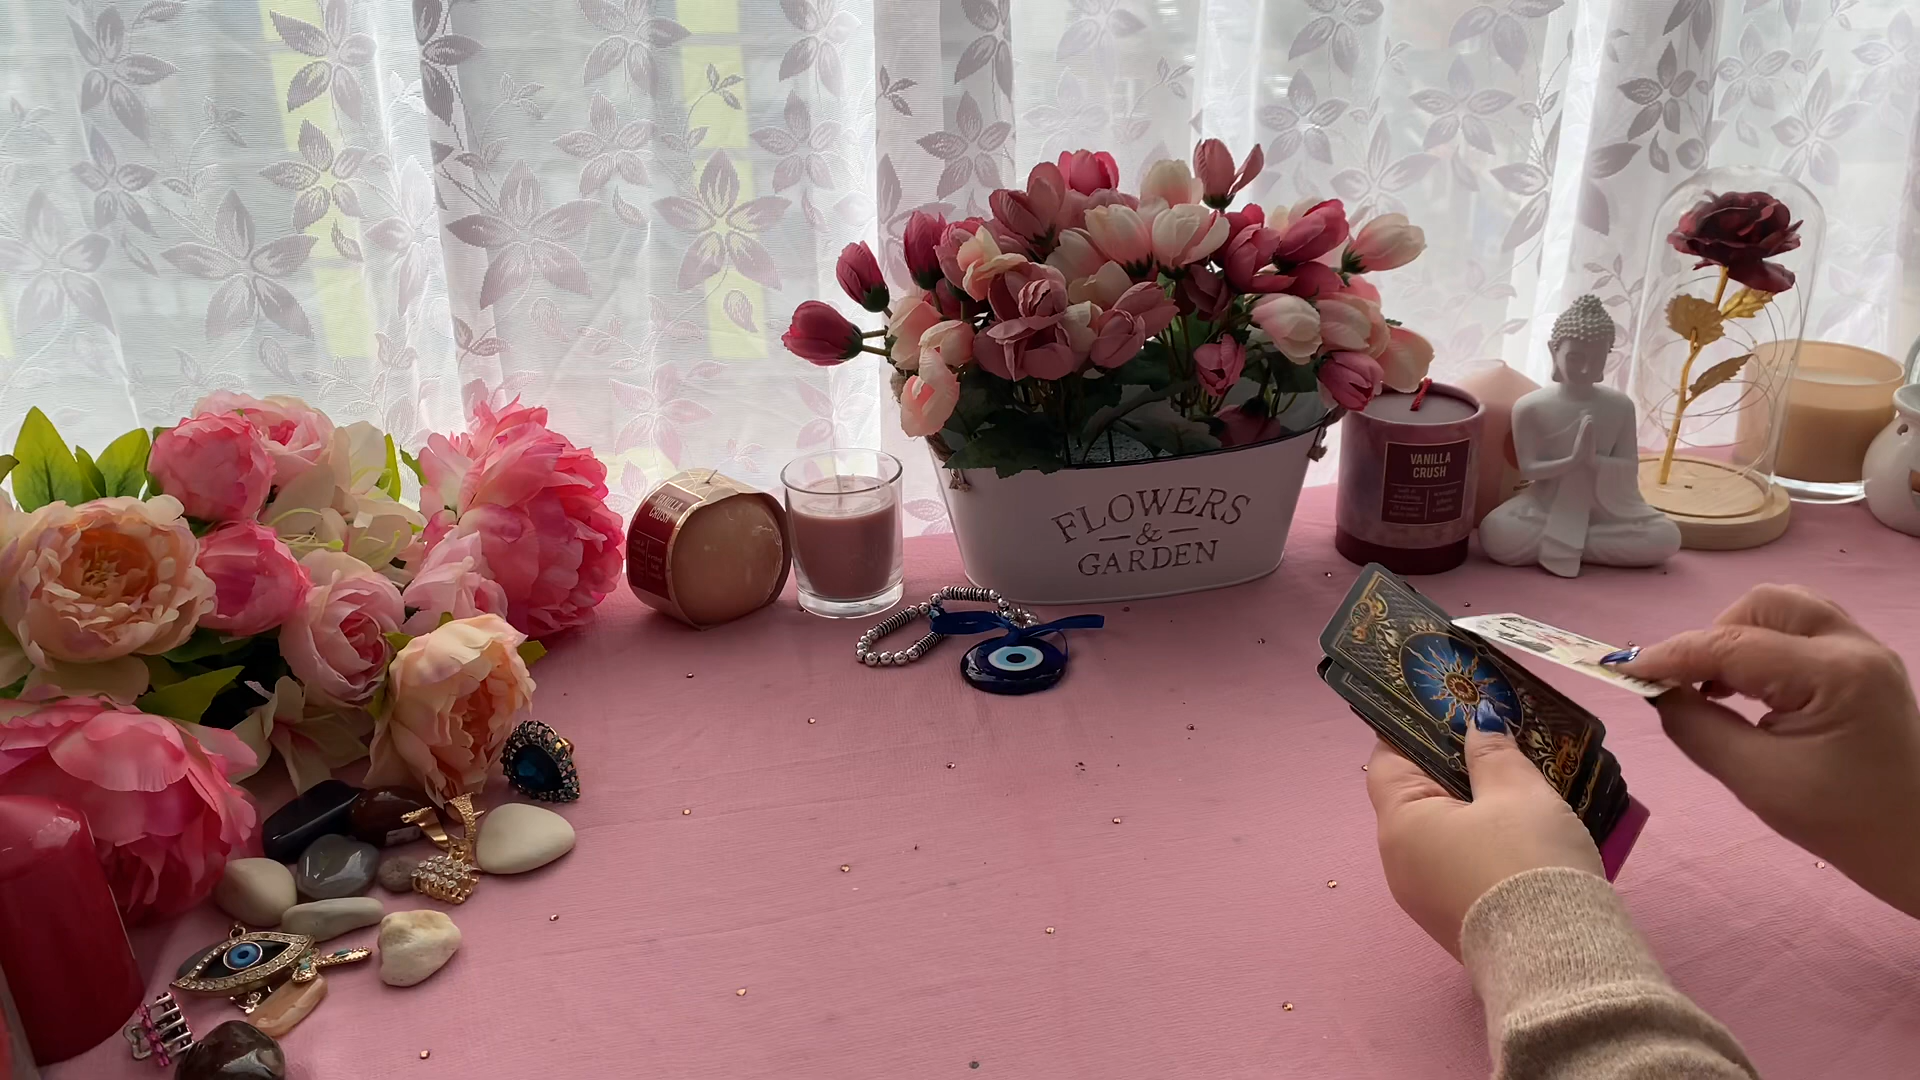 VANILLA
CRUSH
FLOWERS
&
GARDEN
VANILLA
CRUSH